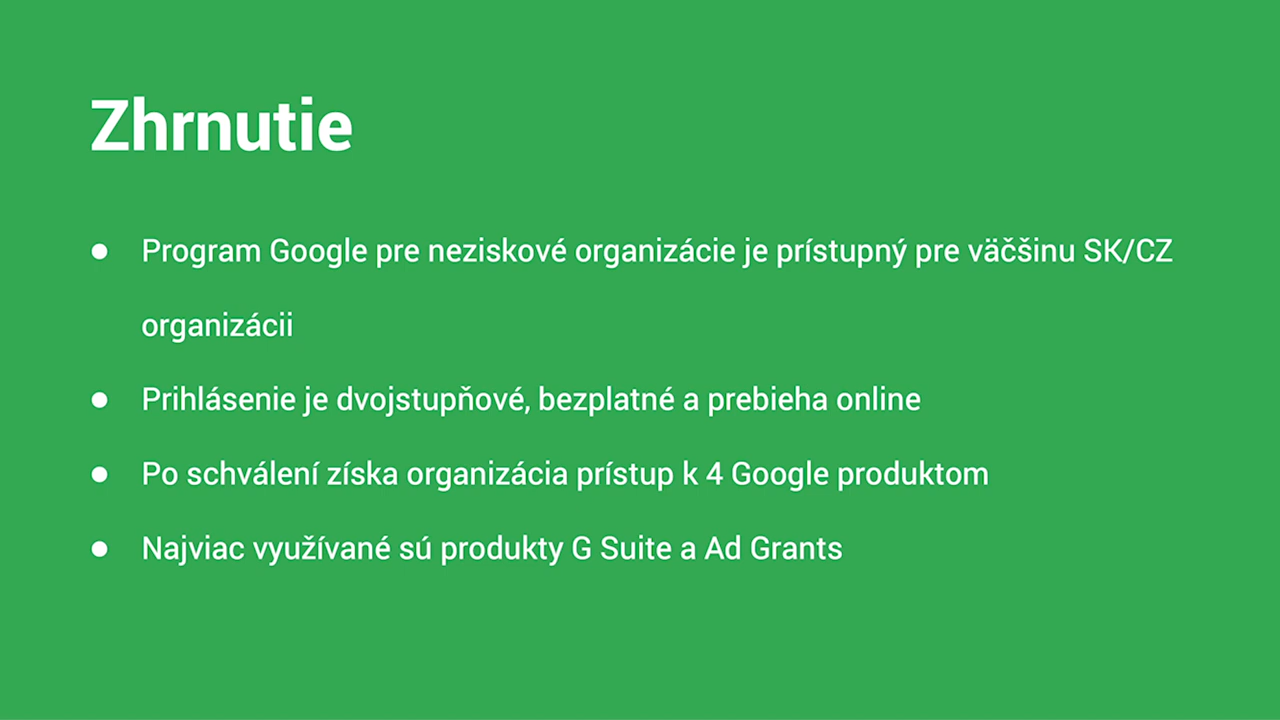 Zhrnutie
● Program Google pre neziskové organizácie je prístupný pre väčšinu SK/CZ
organizácii
● Prihlásenie je dvojstupňové, bezplatné a prebieha online
● Po schválení získa organizácia prístup k 4 Google produktom
● Najviac využívané sú produkty G Suite a Ad Grants